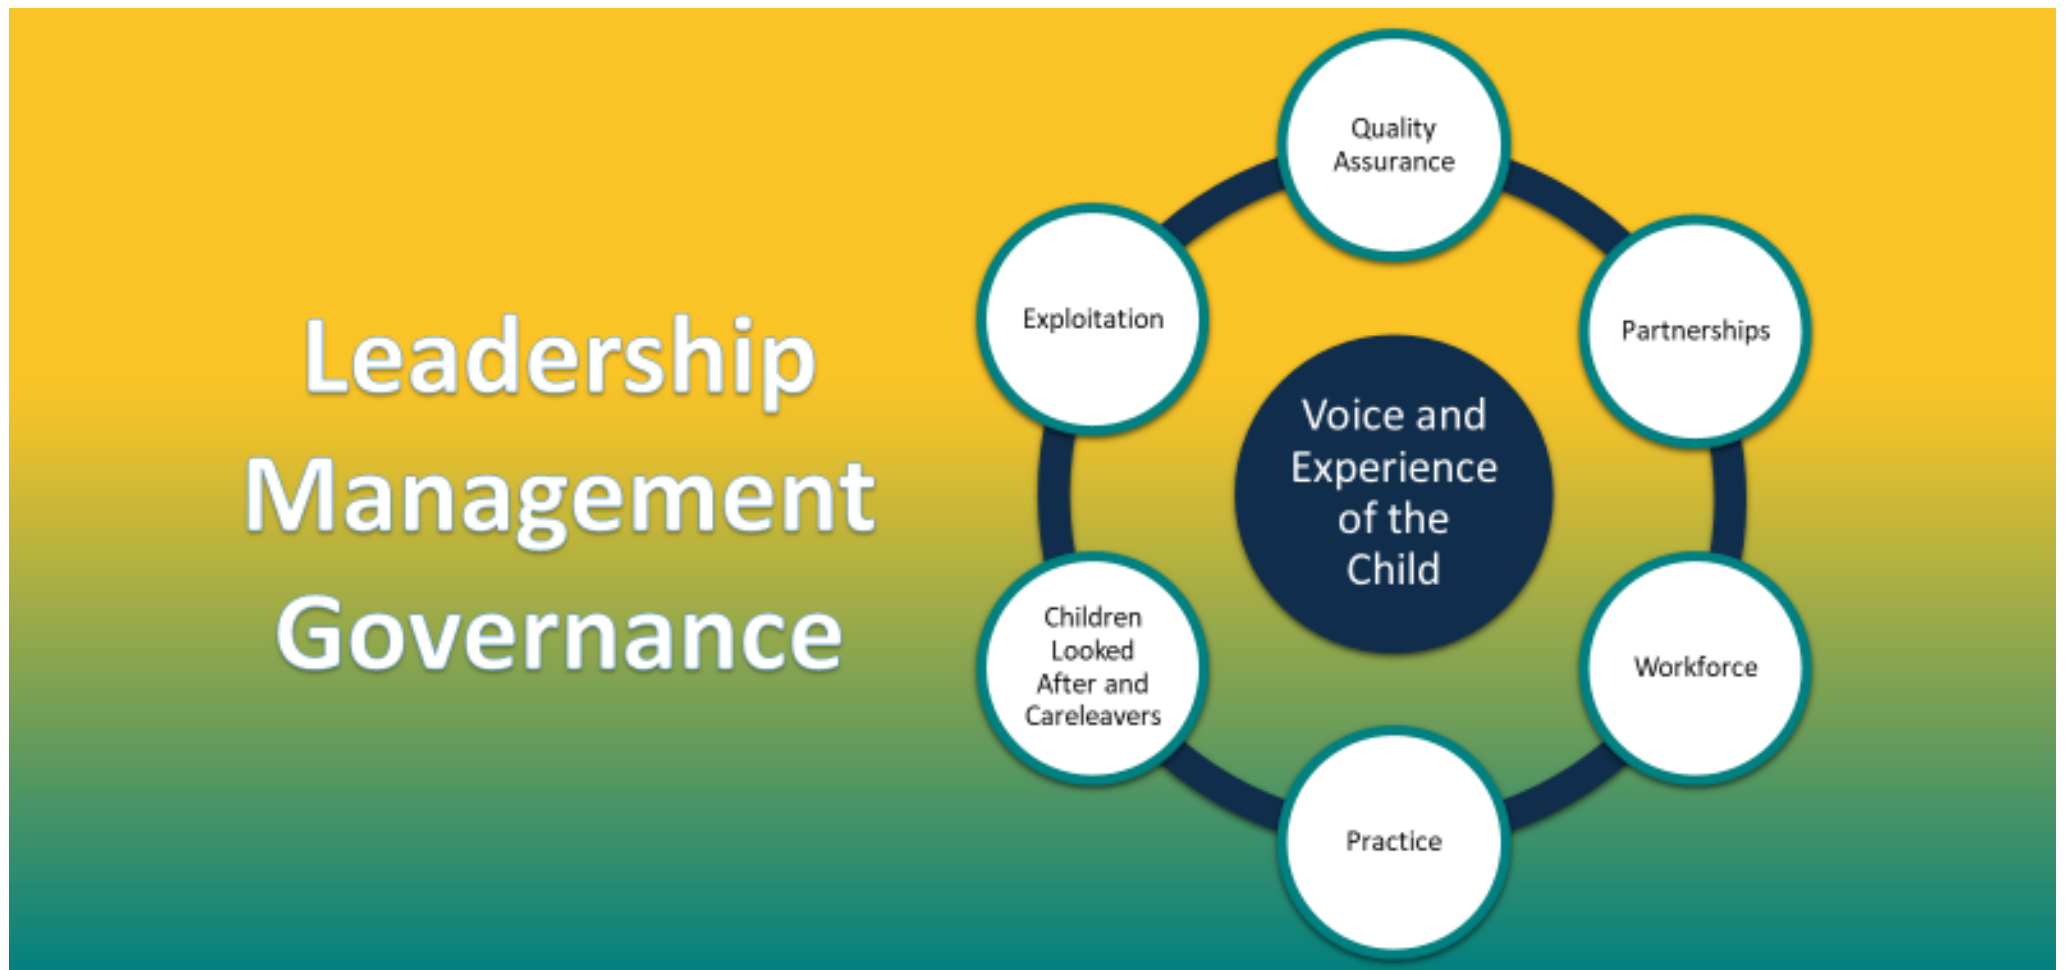 Leadership
Management
Governance
Quality
Assurance
Partnerships
Workforce
Practice
Children
Looked
After and
Careleavers
Exploitation
Voice and
Experience
of the
Child